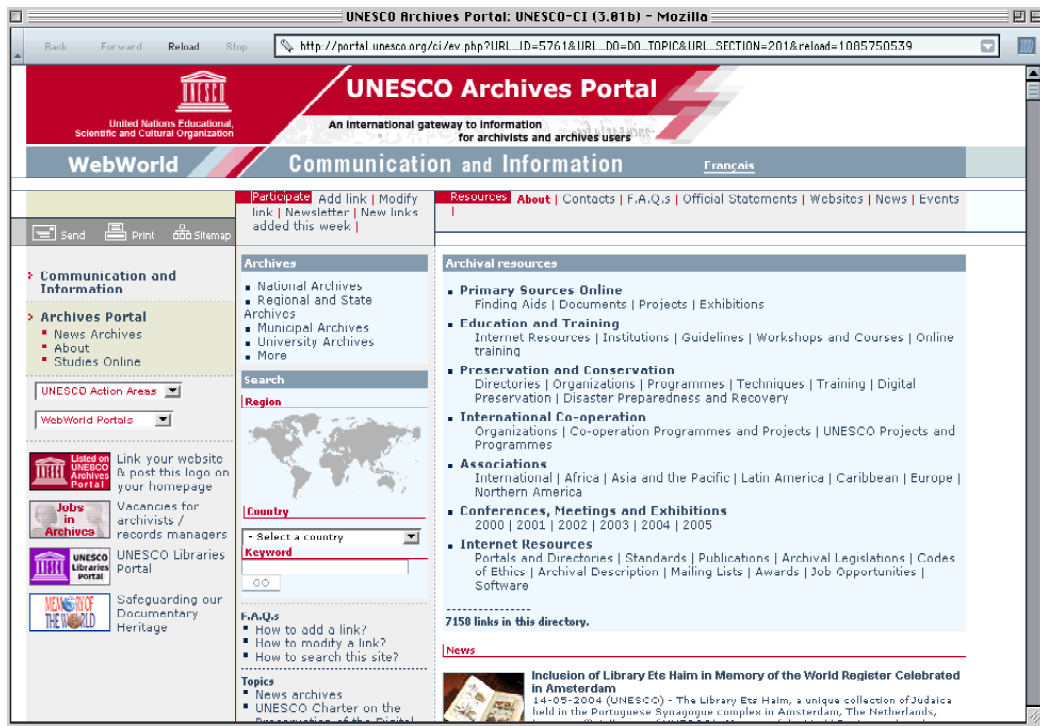 UNESCO Archives Portal: UNESCO-CI (3.01b) - Mozilla
Back Forward Reload Stop
http://portal.unesco.org/ci/ev.php?URL_ID=5761&URL_DO=DO_TOPIC&URL_SECTION=201&reload=1085750539
UNESCO
United Nations Educational,
Scientific and Cultural Organization
UNESCO Archives Portal
An international gateway to information
for archivists and archives users
WebWorld
Communication and Information
Français
Participate Add link | Modify
link | Newsletter | New links
added this week |
Resources About | Contacts | F.A.Q.s | Official Statements | Websites | News | Events
|
Send Print Sitemap
Communication and
Information
Archives Portal
News Archives
About
Studies Online
UNESCO Action Areas
WebWorld Portals
Listed on
UNESCO
Archives
Portal
Link your website
& post this logo on
your homepage
Jobs
in
Archives
Vacancies for
archivists /
records managers
UNESCO
Libraries
Portal
UNESCO Libraries
Portal
MEMORY OF
THE WORLD
Safeguarding our
Documentary
Heritage
Archives
National Archives
Regional and State
Archives
Municipal Archives
University Archives
More
Search
Region
Country
- Select a country
Keyword
GO
F.A.Q.s
How to add a link?
How to modify a link?
How to search this site?
Topics
News archives
UNESCO Charter on the
Preservation of the Digital
Archival resources
Primary Sources Online
Finding Aids | Documents | Projects | Exhibitions
Education and Training
Internet Resources | Institutions | Guidelines | Workshops and Courses | Online
training
Preservation and Conservation
Directories | Organizations | Programmes | Techniques | Training | Digital
Preservation | Disaster Preparedness and Recovery
International Co-operation
Organizations | Co-operation Programmes and Projects | UNESCO Projects and
Programmes
Associations
International | Africa | Asia and the Pacific | Latin America | Caribbean | Europe |
Northern America
Conferences, Meetings and Exhibitions
2000 | 2001 | 2002 | 2003 | 2004 | 2005
Internet Resources
Portals and Directories | Standards | Publications | Archival Legislations | Codes
of Ethics | Archival Description | Mailing Lists | Awards | Job Opportunities |
Software
---------------
7158 links in this directory.
News
Inclusion of Library Ets Haim in Memory of the World Register Celebrated
in Amsterdam
14-05-2004 (UNESCO) - The Library Ets Haim, a unique collection of Judaica
held in the Portuguese Synagogue complex in Amsterdam, The Netherlands,